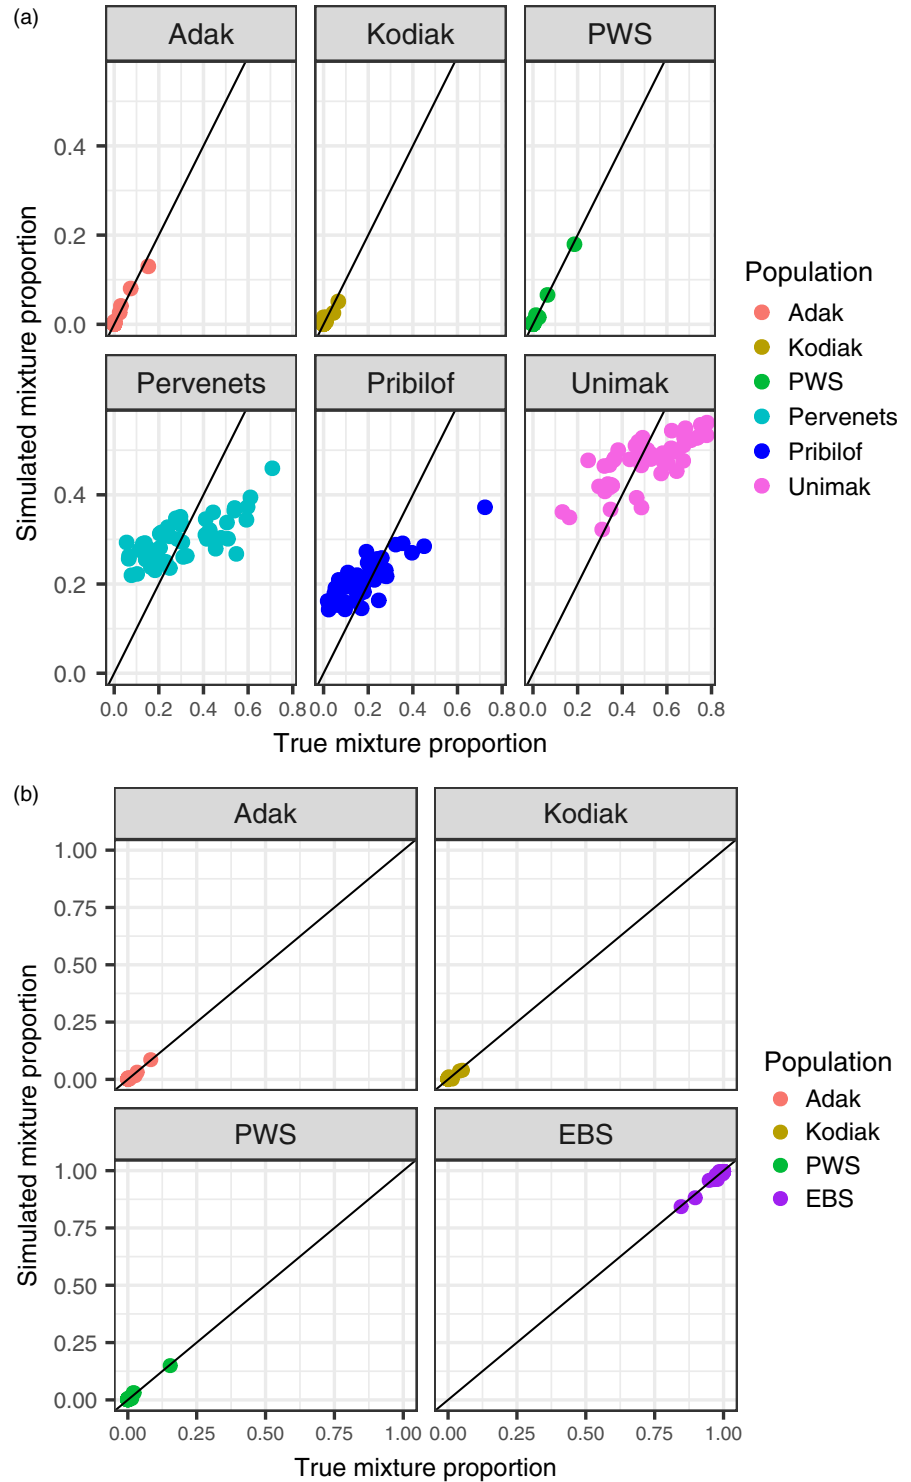 (a)
Adak Kodiak PWS
0.4
0.2
0.0
Pervenets Pribilof Unimak
0.4
0.2
0.0
0.0 0.2 0.4 0.6 0.8 0.0 0.2 0.4 0.6 0.8 0.0 0.2 0.4 0.6 0.8
True mixture proportion
Simulated mixture proportion
Population
Adak
Kodiak
PWS
Pervenets
Pribilof
Unimak
(b)
Adak Kodiak
1.00
0.75
0.50
0.25
0.00
PWS EBS
1.00
0.75
0.50
0.25
0.00
0.00 0.25 0.50 0.75 1.00 0.00 0.25 0.50 0.75 1.00
True mixture proportion
Simulated mixture proportion
Population
Adak
Kodiak
PWS
EBS